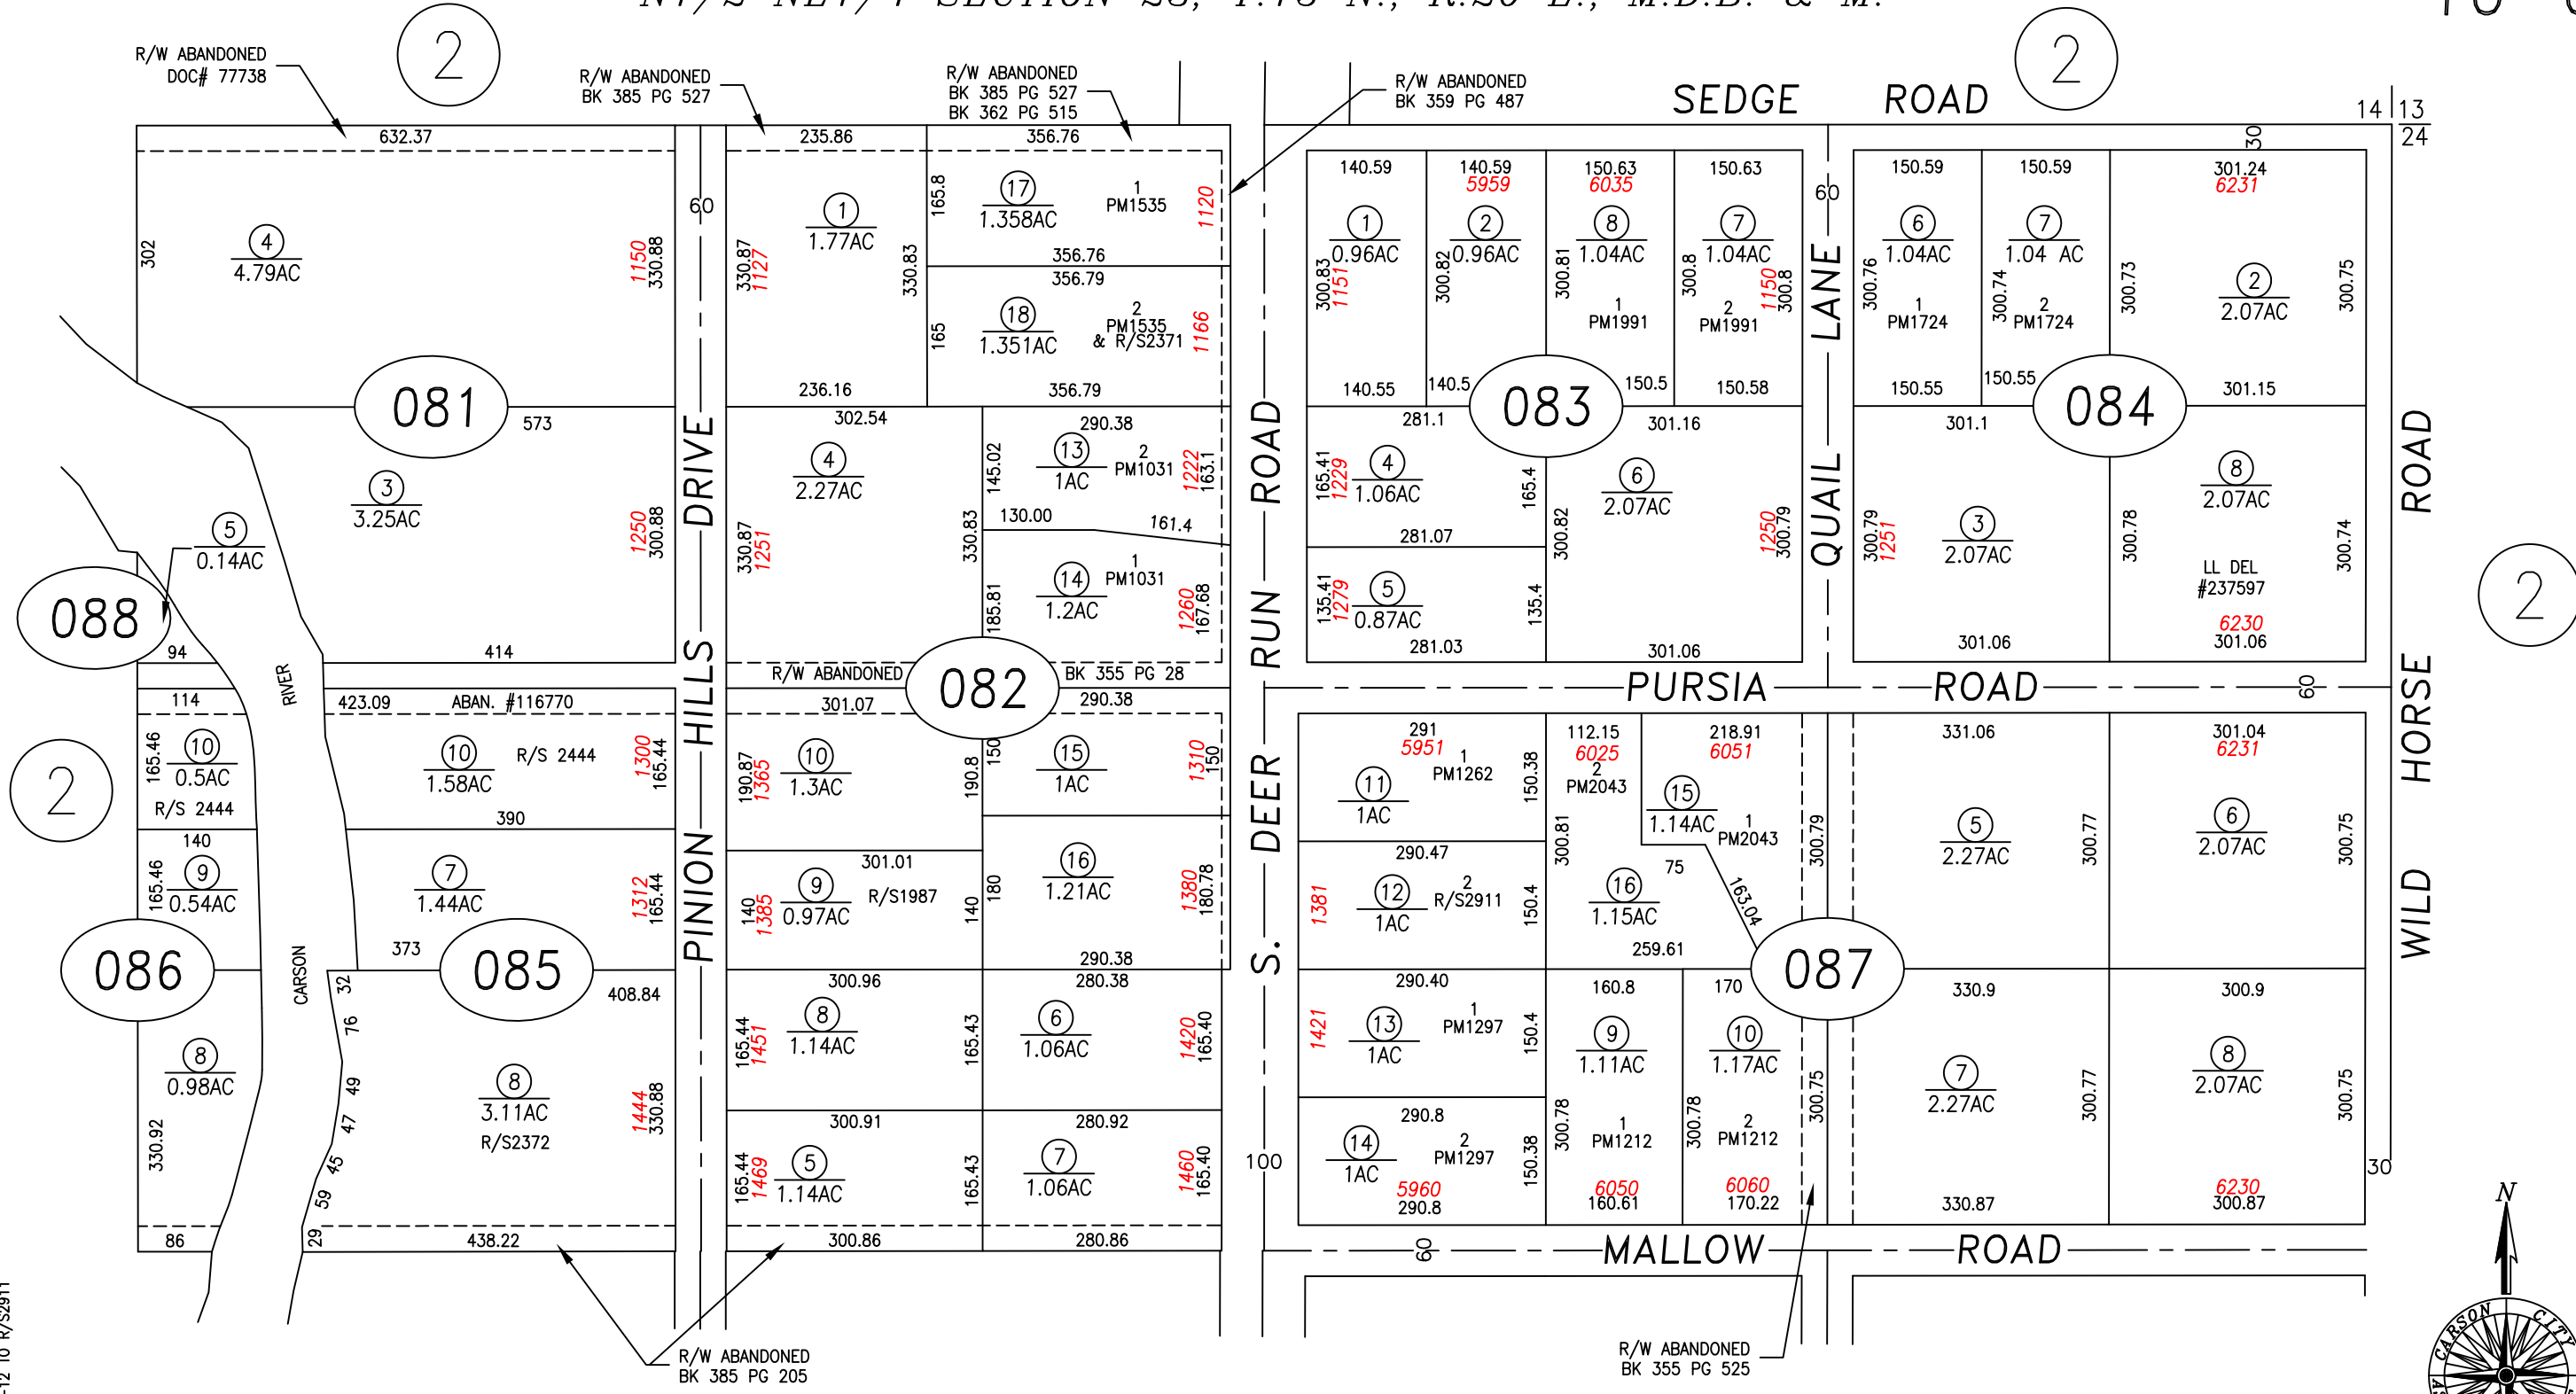 R/W ABANDONED
DOC# 77738
2
R/W ABANDONED
BK 385 PG 527
R/W ABANDONED
BK 385 PG 527
BK 362 PG 515
R/W ABANDONED
BK 359 PG 487
SEDGE ROAD
2
14 13
24
30
632.37
302
4
4.79AC
1150
330.88
081
573
3
3.25AC
1250
300.88
414
5
0.14AC
088
94
RIVER
CARSON
60
PINION HILLS DRIVE
235.86
356.76
1
1.77AC
330.87
1127
330.83
236.16
165.8
17
1.358AC
1
PM1535
1120
356.76
356.79
165
18
1.351AC
2
PM1535
& R/S2371
1166
356.79
302.54
4
2.27AC
330.87
1251
330.83
290.38
145.02
13
1AC
2
PM1031
1222
163.1
130.00
161.4
185.81
14
1.2AC
1
PM1031
1260
167.68
R/W ABANDONED
BK 355 PG 28
082
301.07
290.38
S. DEER RUN ROAD
100
140.59
1
0.96AC
300.83
1151
140.55
140.59
5959
2
0.96AC
300.82
140.5
150.63
6035
8
1.04AC
300.81
1
PM1991
150.5
150.63
7
1.04AC
300.8
2
PM1991
1150
300.8
150.58
083
281.1
165.41
1229
4
1.06AC
165.4
281.07
135.41
1279
5
0.87AC
135.4
281.03
301.16
6
2.07AC
300.82
1250
300.79
301.06
60
QUAIL LANE
150.59
6
1.04AC
300.76
1
PM1724
150.55
150.59
7
1.04 AC
300.74
2
PM1724
150.55
301.24
6231
2
2.07AC
300.73
300.75
301.15
084
301.1
300.79
1251
3
2.07AC
300.78
301.06
8
2.07AC
LL DEL
#237597
6230
301.06
300.74
WILD HORSE ROAD
2
PURSIA ROAD
60
2
114
165.46
10
0.5AC
R/S 2444
140
165.46
9
0.54AC
086
8
0.98AC
330.92
86
423.09
ABAN. #116770
10
1.58AC
R/S 2444
1300
165.44
390
7
1.44AC
1312
165.44
373
085
408.84
32
76
49
47
45
59
29
8
3.11AC
R/S2372
1444
330.88
438.22
190.87
1365
10
1.3AC
190.8
301.01
140
1385
9
0.97AC
R/S1987
140
150
15
1AC
1310
150
180
16
1.21AC
1380
180.78
290.38
300.96
165.44
1451
8
1.14AC
165.43
280.38
6
1.06AC
1420
165.40
300.91
165.44
1469
5
1.14AC
165.43
300.86
280.92
7
1.06AC
1460
165.40
280.86
291
5951
11
1AC
1
PM1262
150.38
290.47
1381
12
1AC
2
R/S2911
150.4
290.40
1421
13
1AC
1
PM1297
150.4
290.8
14
1AC
2
PM1297
150.38
5960
290.8
112.15
6025
2
PM2043
218.91
6051
15
1.14AC
1
PM2043
300.81
75
163.04
16
1.15AC
259.61
300.79
087
160.8
9
1.11AC
300.78
1
PM1212
6050
160.61
170
10
1.17AC
300.78
2
PM1212
6060
170.22
300.75
331.06
5
2.27AC
300.77
301.04
6231
6
2.07AC
300.75
330.9
7
2.27AC
300.77
330.87
300.9
8
2.07AC
300.75
6230
300.87
30
60
MALLOW ROAD
R/W ABANDONED
BK 385 PG 205
R/W ABANDONED
BK 355 PG 525
N
CARSON CITY